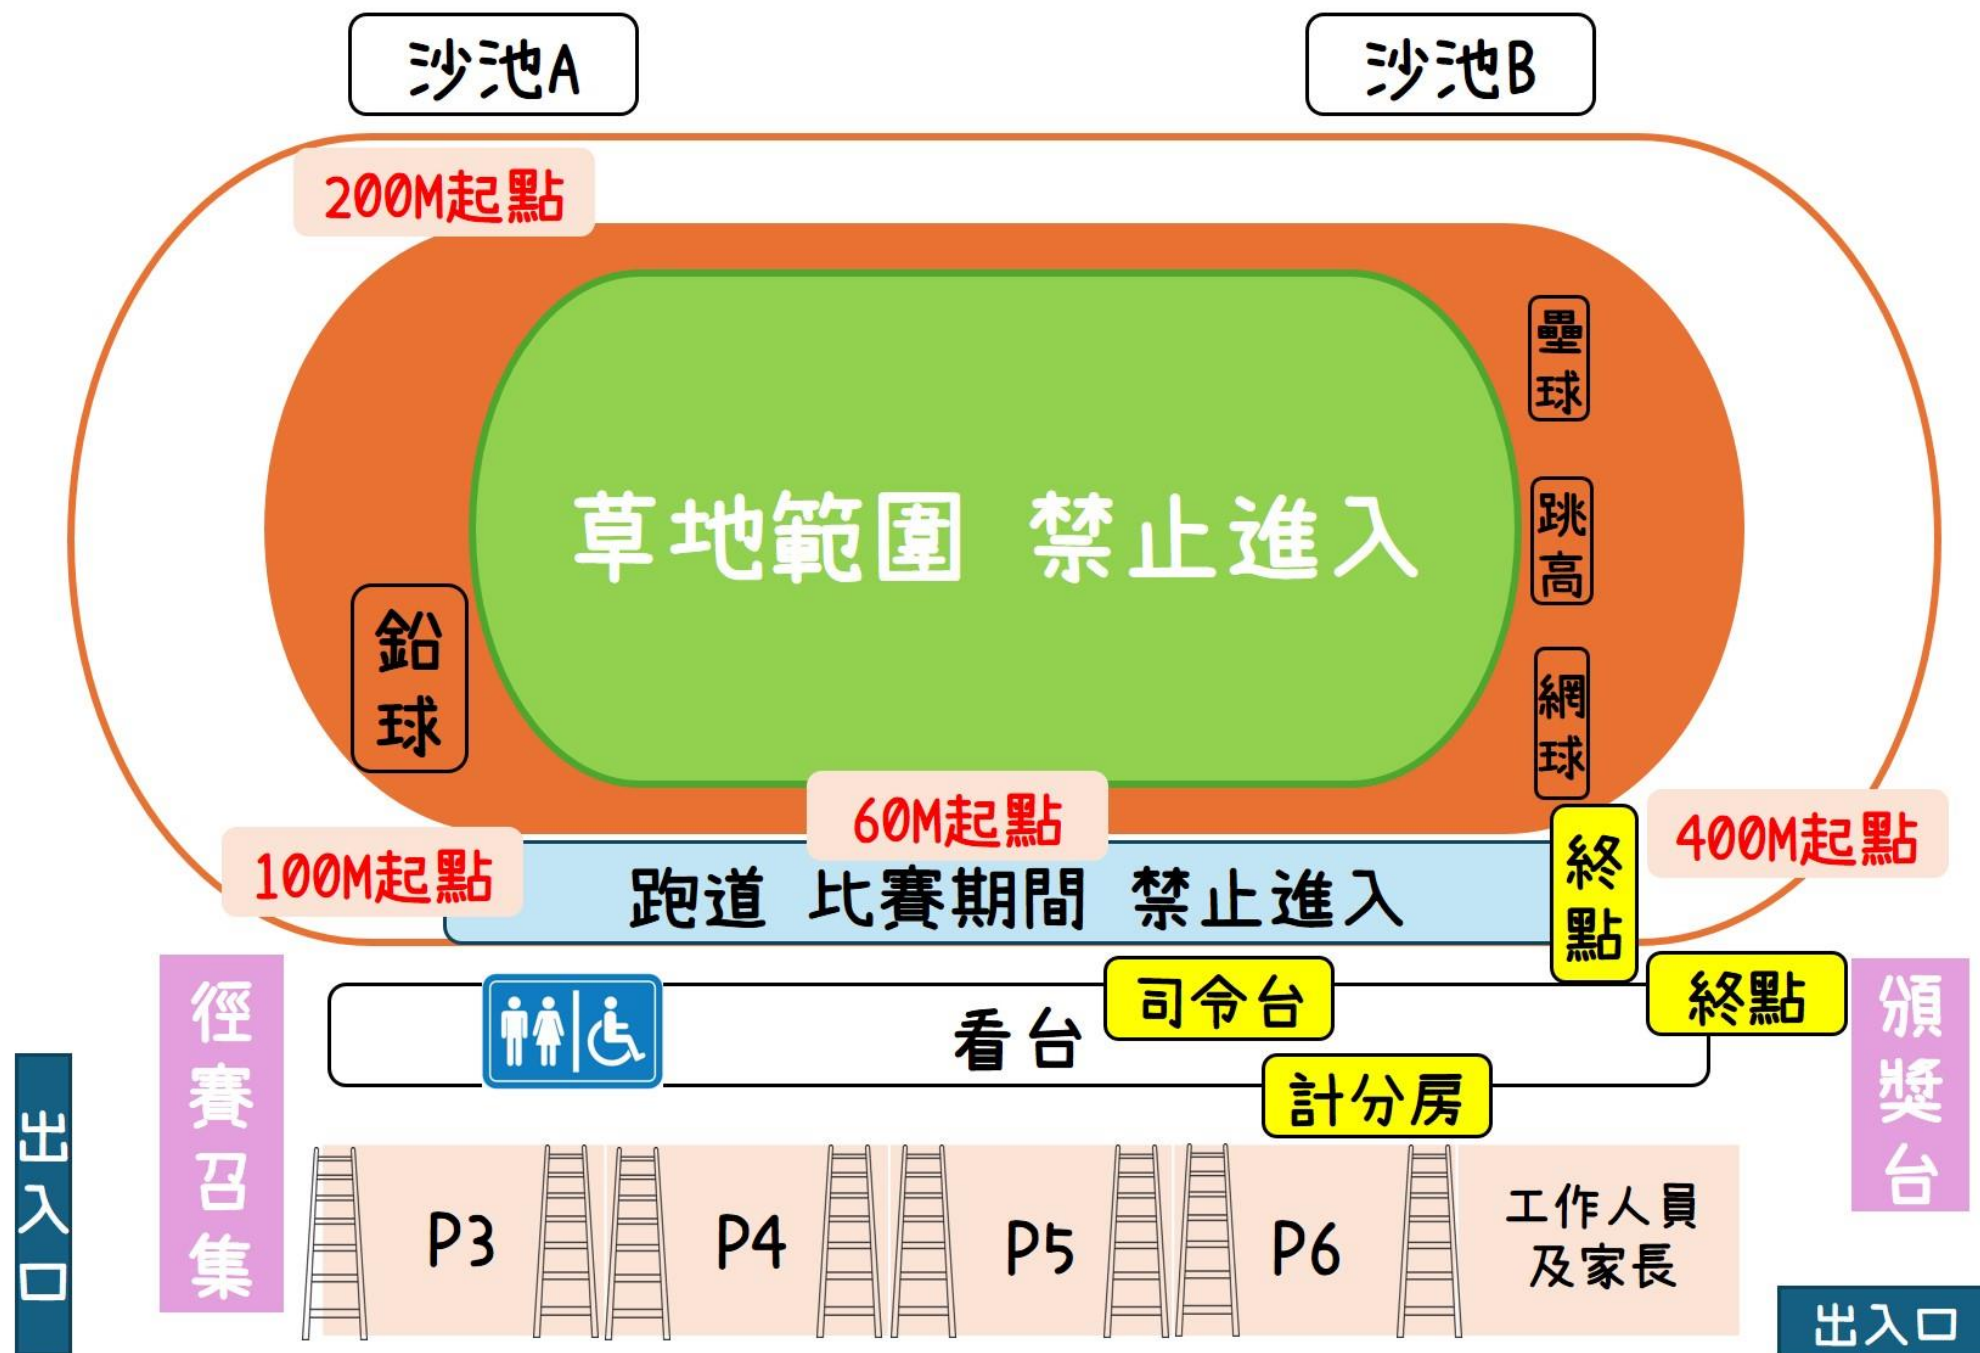 沙池A
沙池B
200M起點
壘球
跳高
草地範圍 禁止進入
鉛球
網球
60M起點
100M起點
400M起點
跑道 比賽期間 禁止進入
終點
徑賽召集
看台
司令台
終點
頒獎台
計分房
出入口
P3
P4
P5
P6
工作人員
及家長
出入口